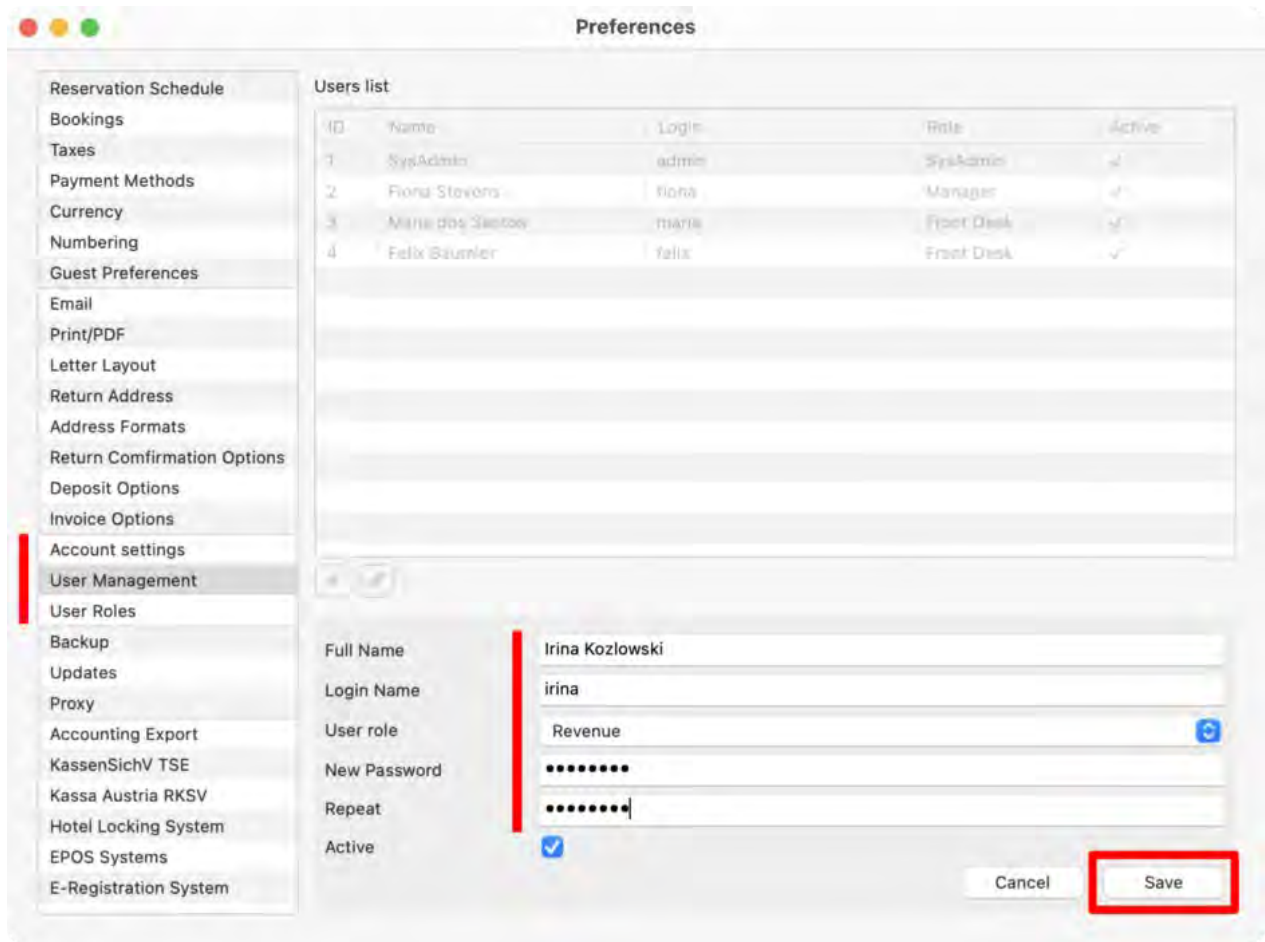 Preferences
Reservation Schedule
Bookings
Taxes
Payment Methods
Currency
Numbering
Guest Preferences
Email
Print/PDF
Letter Layout
Return Address
Address Formats
Return Comfirmation Options
Deposit Options
Invoice Options
Account settings
User Management
User Roles
Backup
Updates
Proxy
Accounting Export
KassenSichV TSE
Kassa Austria RKSV
Hotel Locking System
EPOS Systems
E-Registration System
Users list
ID Name Login Role Active
1 SysAdmin admin SysAdmin ✓
2 Fiona Stevens fiona Manager ✓
3 Maria dos Santos maria Front Desk ✓
4 Felix Baumler felix Front Desk ✓
Full Name Irina Kozlowski
Login Name irina
User role Revenue
New Password ••••••••
Repeat ••••••••
Active
Cancel Save